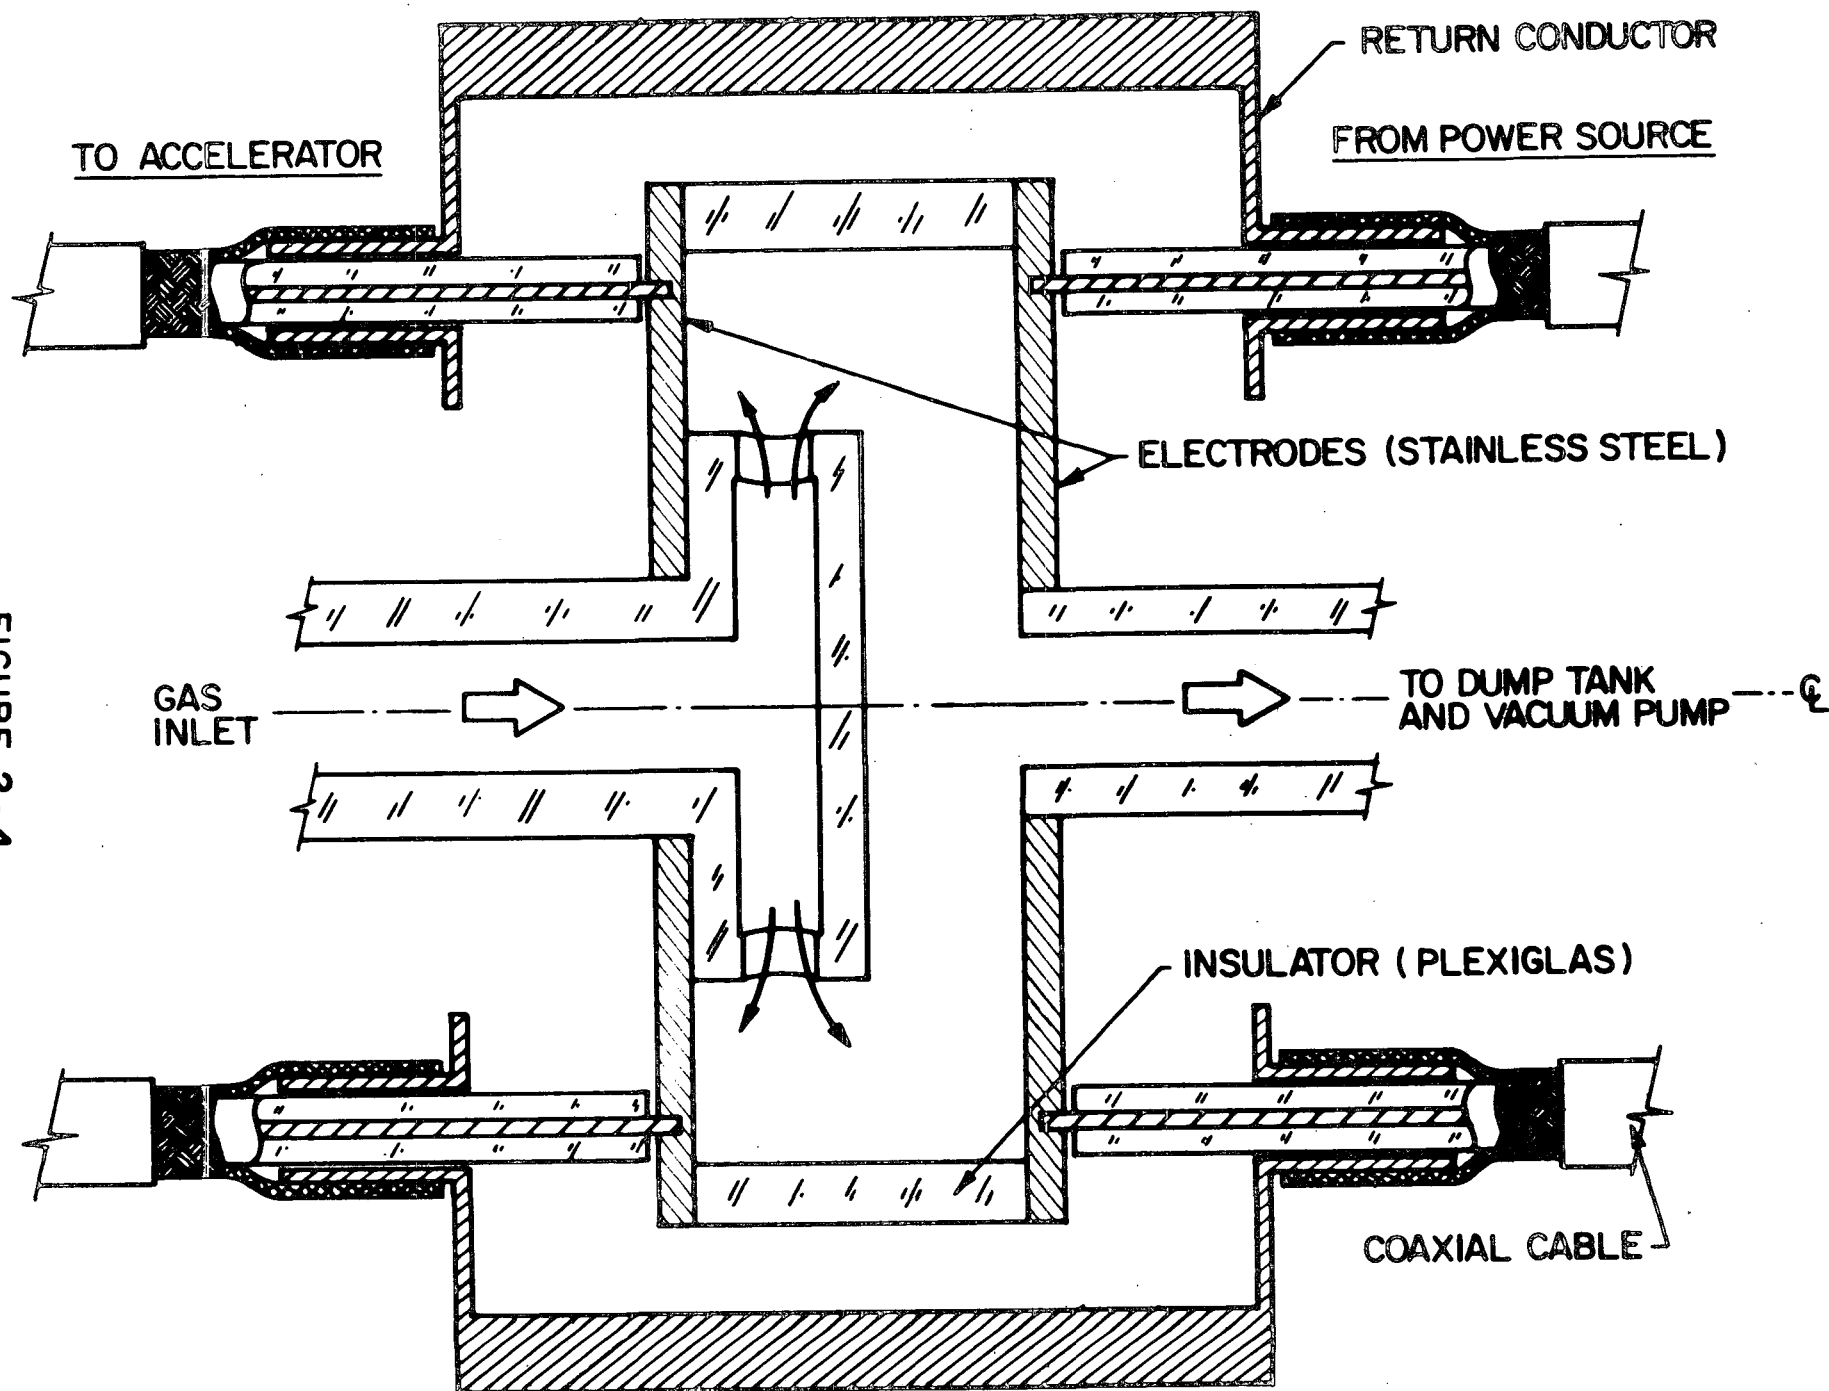 RETURN CONDUCTOR
TO ACCELERATOR
FROM POWER SOURCE
ELECTRODES (STAINLESS STEEL)
GAS
INLET
TO DUMP TANK
AND VACUUM PUMP
℄
INSULATOR (PLEXIGLAS)
COAXIAL CABLE